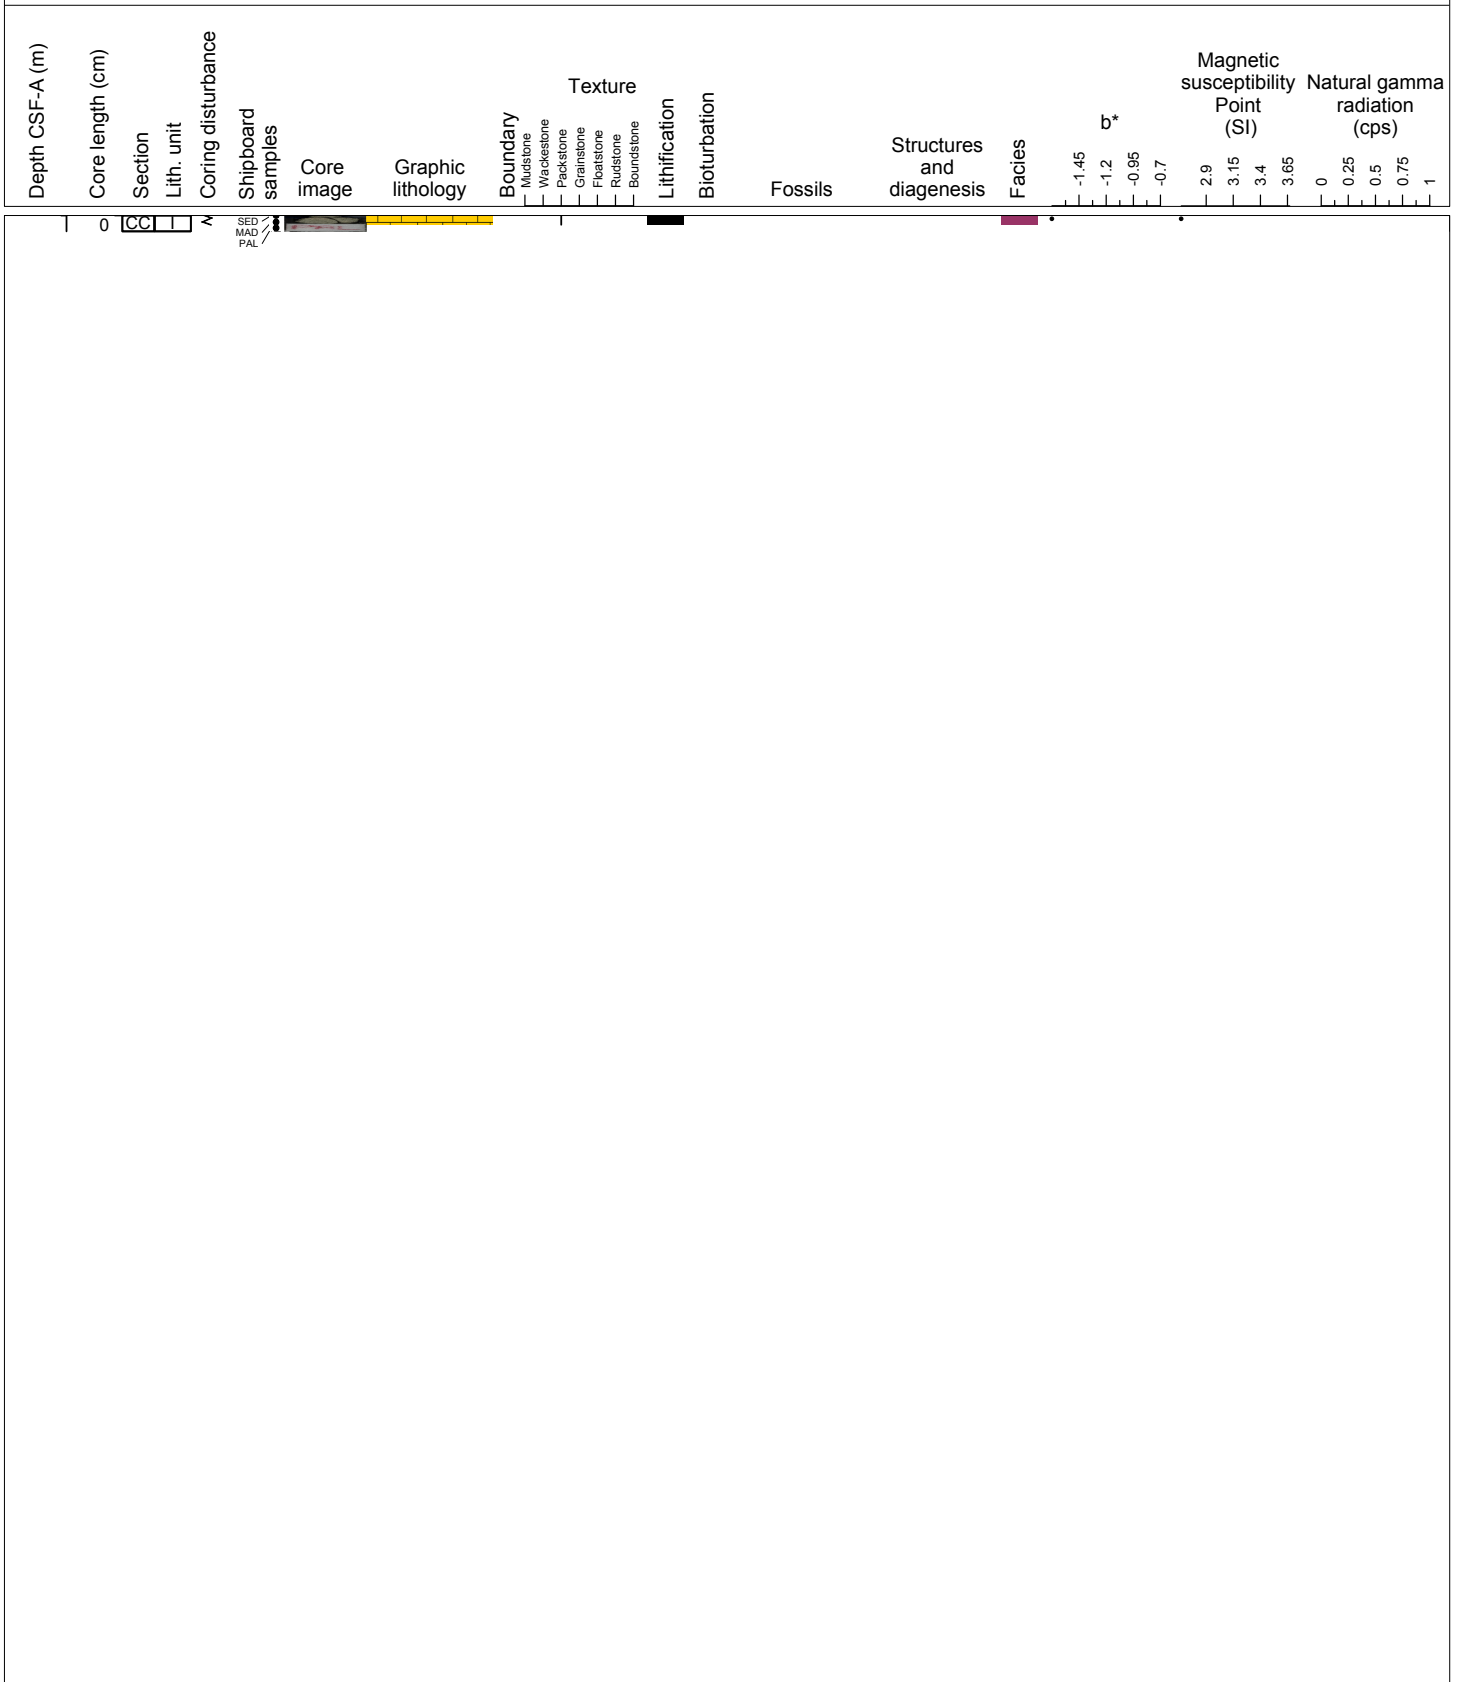 Depth CSF-A (m)
Core length (cm)
Section
Lith. unit
Coring disturbance
Shipboard
samples
Core
image
Graphic
lithology
Boundary
Texture
Mudstone
Wackestone
Packstone
Grainstone
Floatstone
Rudstone
Boundstone
Lithification
Bioturbation
Fossils
Structures
and
diagenesis
Facies
b*
-1.45
-1.2
-0.95
-0.7
Magnetic
susceptibility
Point
(SI)
2.9
3.15
3.4
3.65
Natural gamma
radiation
(cps)
0
0.25
0.5
0.75
1
0
CC
I
SED
MAD
PAL